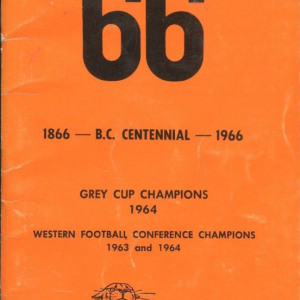 66
1866 — B.C. CENTENNIAL — 1966
GREY CUP CHAMPIONS
1964
WESTERN FOOTBALL CONFERENCE CHAMPIONS
1963 and 1964